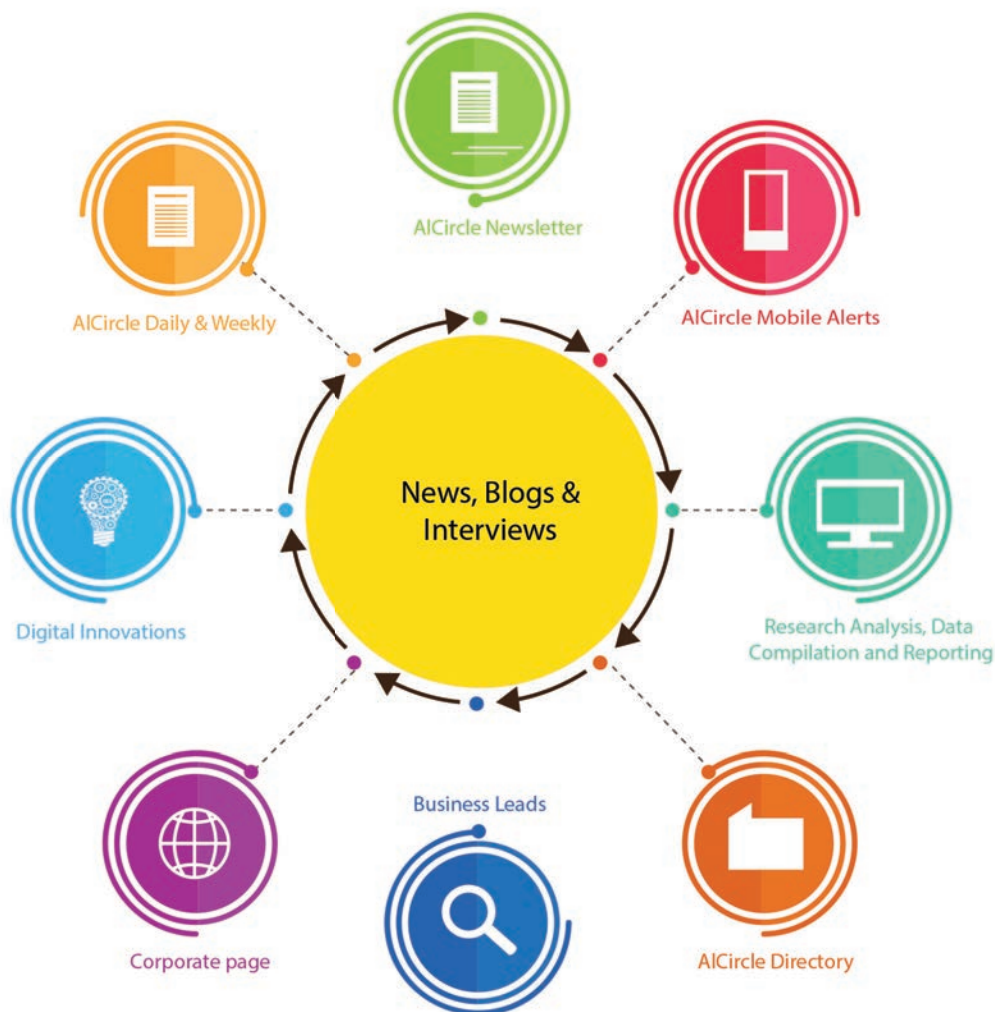 AlCircle Newsletter
AlCircle Daily & Weekly
AlCircle Mobile Alerts
News, Blogs &
Interviews
Digital Innovations
Research Analysis, Data
Compilation and Reporting
Business Leads
Corporate page
AlCircle Directory